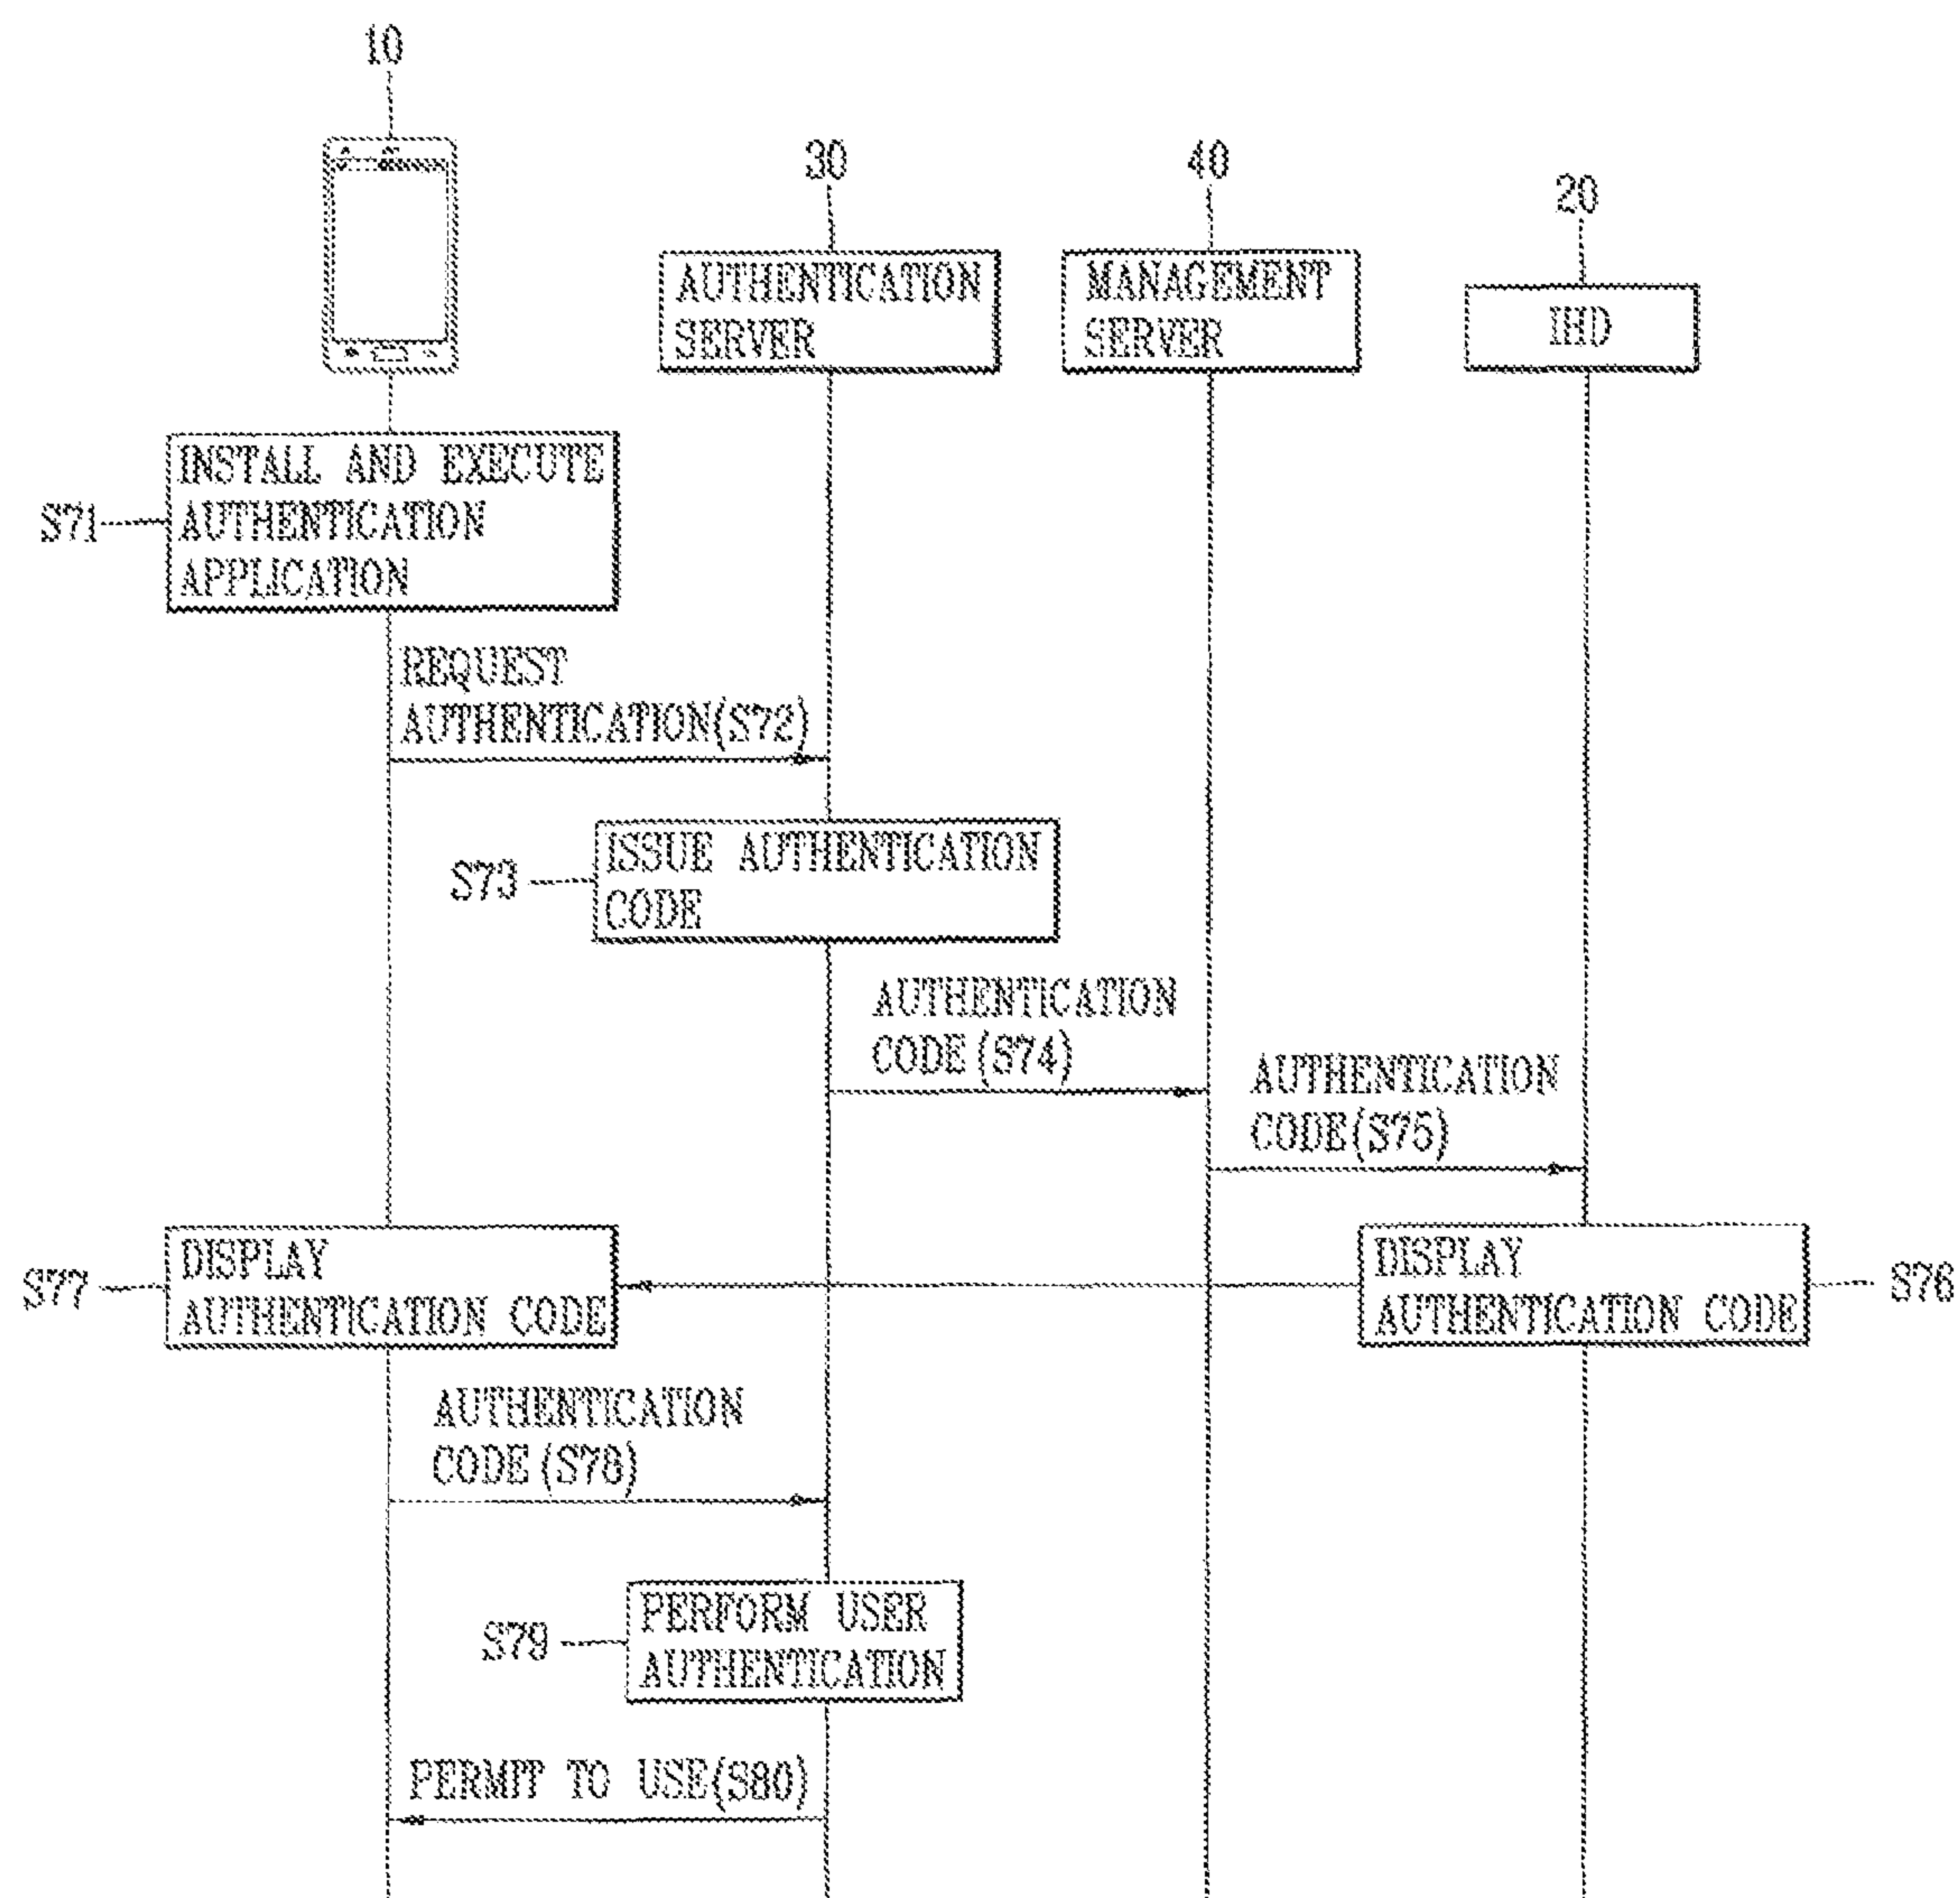 10
30
40
20
AUTHENTICATION
SERVER
MANAGEMENT
SERVER
IHD
INSTALL AND EXECUTE
AUTHENTICATION
APPLICATION
S71
REQUEST
AUTHENTICATION(S72)
ISSUE AUTHENTICATION
CODE
S73
AUTHENTICATION
CODE(S74)
AUTHENTICATION
CODE(S75)
S77
DISPLAY
AUTHENTICATION CODE
DISPLAY
AUTHENTICATION CODE
S76
AUTHENTICATION
CODE(S78)
S79
PERFORM USER
AUTHENTICATION
PERMIT TO USE(S80)